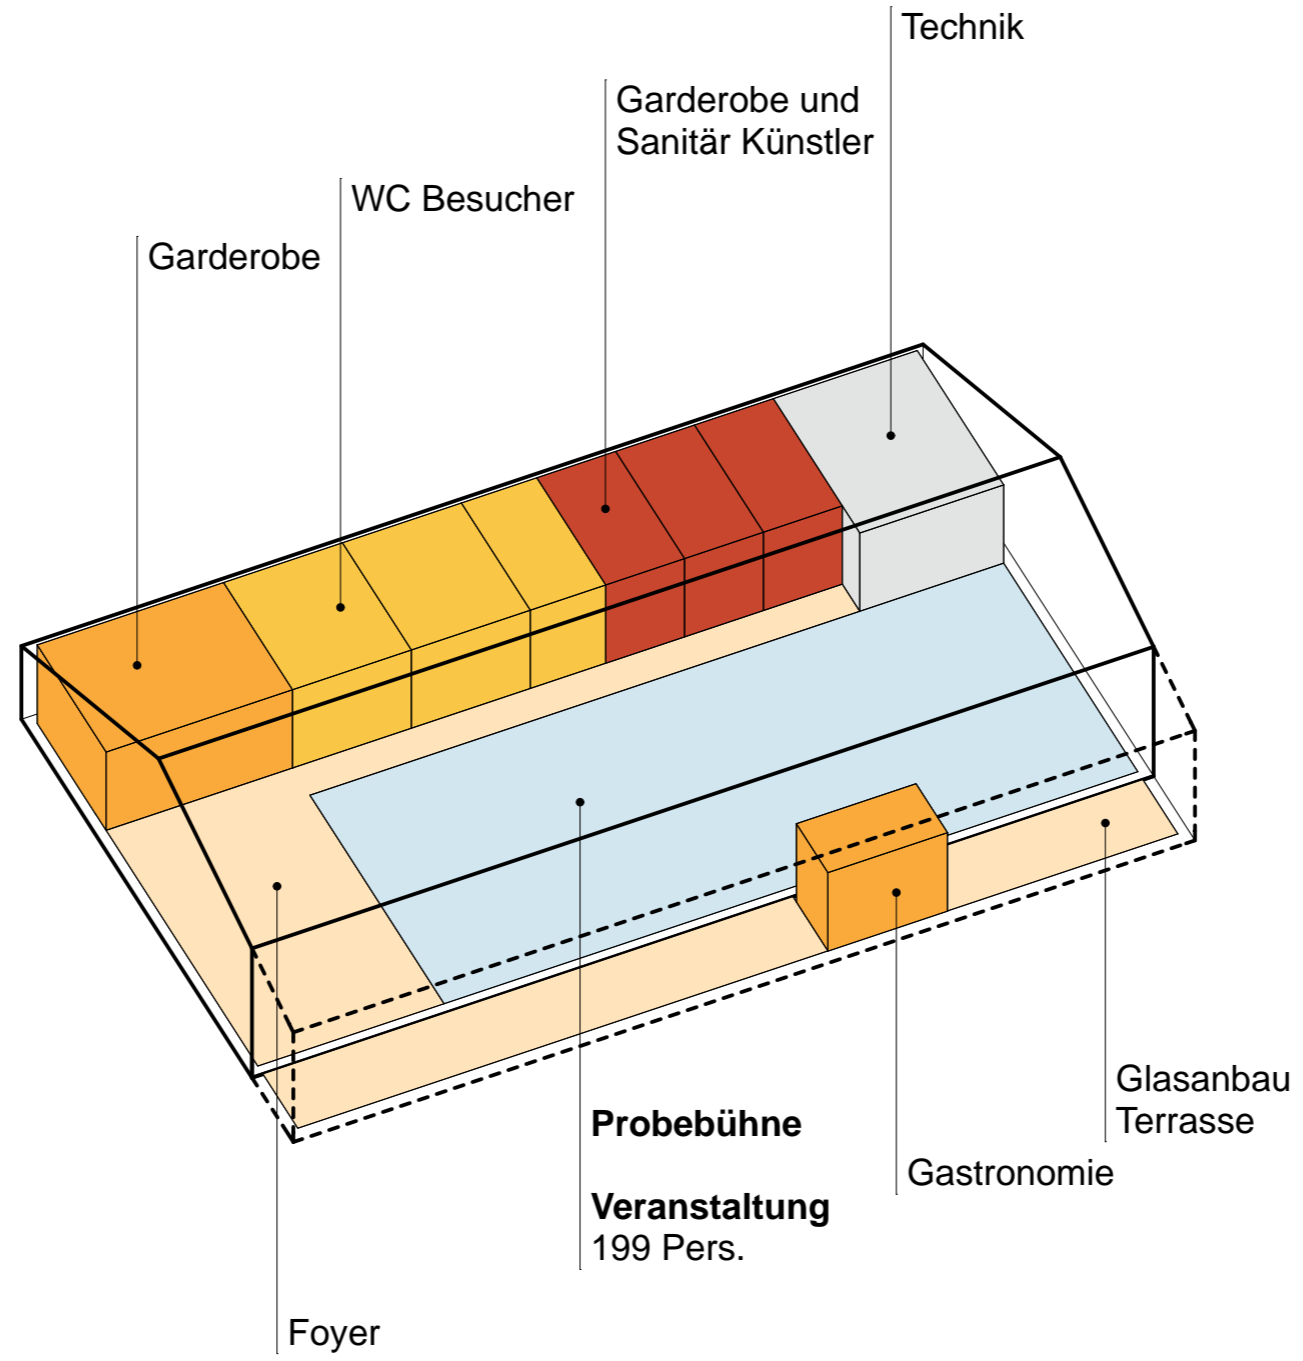 Technik
Garderobe und
Sanitär Künstler
WC Besucher
Garderobe
Glasanbau
Terrasse
Probebühne
Gastronomie
Veranstaltung
199 Pers.
Foyer